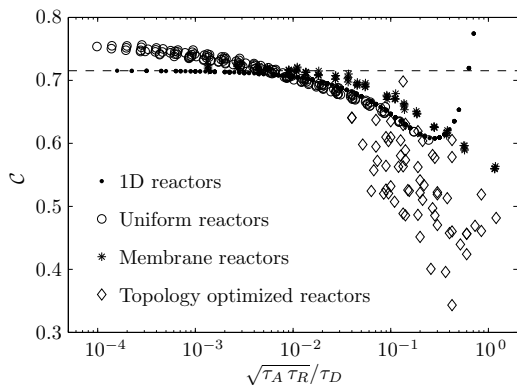 0.8
0.7
0.6
0.5
0.4
0.3
C
1D reactors
Uniform reactors
Membrane reactors
Topology optimized reactors
10⁻⁴ 10⁻³ 10⁻² 10⁻¹ 10⁰
√τ_A τ_R/τ_D